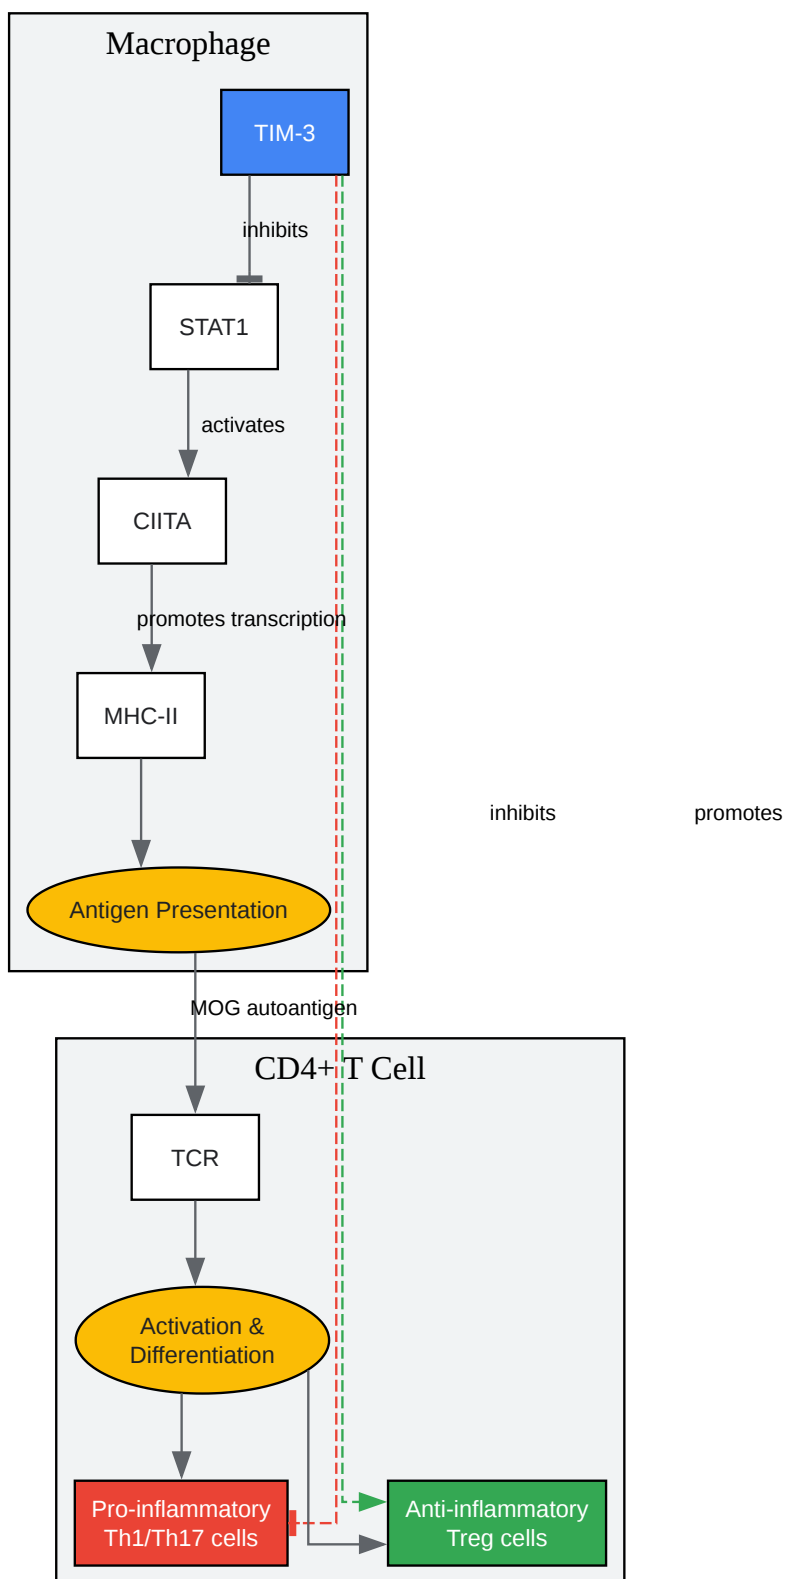 Macrophage
TIM-3
inhibits
STAT1
activates
CIITA
promotes transcription
MHC-II
inhibits
promotes
Antigen Presentation
MOG autoantigen
CD4+ T Cell
TCR
Activation &
Differentiation
Pro-inflammatory
Th1/Th17 cells
Anti-inflammatory
Treg cells